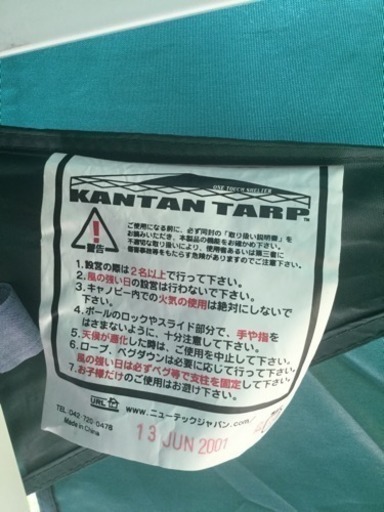 ONE TOUCH SHELTER
KANTAN TARP™
警告
ご使用になる前に、必ず同封の「取り扱い説明書」を
お読みいただき、本製品の機能をお確かめ下さい。
不適切な取り扱いにより、使用者あるいは第三者に
傷害事故等をもたらす危険がありますのでご注意下さい。
1. 設営の際は2名以上で行って下さい。
2. 風の強い日の設営は行わないで下さい。
3. キャノピー内での火気の使用は絶対にしないで
下さい。
4. ポールのロックやスライド部分で、手や指を
はさまないように、十分注意して下さい。
5. 天候が悪化した時は、ご使用を中止して下さい。
6. ロープ、ペグダウンは必要に応じて行って下さい。
風の強い日は必ずペグ等で支柱を固定して下さい。
7. お子様だけのご使用はお避け下さい。
URL
www.ニューテックジャパン.com/
TEL:042-720-0478
Made in China
13 JUN 2001